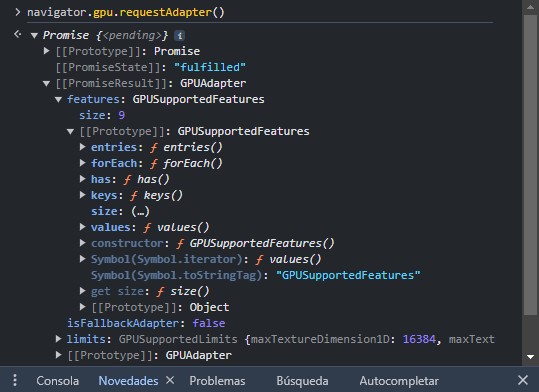 navigator.gpu.requestAdapter()
Promise {<pending>} i
[[Prototype]]: Promise
[[PromiseState]]: "fulfilled"
[[PromiseResult]]: GPUAdapter
features: GPUSupportedFeatures
size: 9
[[Prototype]]: GPUSupportedFeatures
entries: ƒ entries()
forEach: ƒ forEach()
has: ƒ has()
keys: ƒ keys()
size: (…)
values: ƒ values()
constructor: ƒ GPUSupportedFeatures()
Symbol(Symbol.iterator): ƒ values()
Symbol(Symbol.toStringTag): "GPUSupportedFeatures"
get size: ƒ size()
[[Prototype]]: Object
isFallbackAdapter: false
limits: GPUSupportedLimits {maxTextureDimension1D: 16384, maxText
[[Prototype]]: GPUAdapter
Consola Novedades Problemas Búsqueda Autocompletar